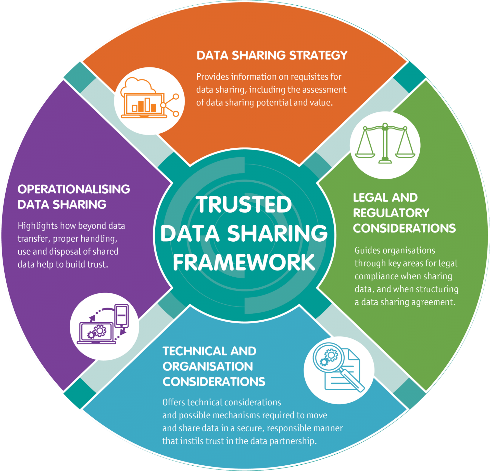 DATA SHARING STRATEGY
Provides information on requisites for
data sharing, including the assessment
of data sharing potential and value.
LEGAL AND
REGULATORY
CONSIDERATIONS
Guides organisations
through key areas for legal
compliance when sharing
data, and when structuring
a data sharing agreement.
TECHNICAL AND
ORGANISATION
CONSIDERATIONS
Offers technical considerations
and possible mechanisms required to move
and share data in a secure, responsible manner
that instils trust in the data partnership.
OPERATIONALISING
DATA SHARING
Highlights how beyond data
transfer, proper handling,
use and disposal of shared
data help to build trust.
TRUSTED
DATA SHARING
FRAMEWORK